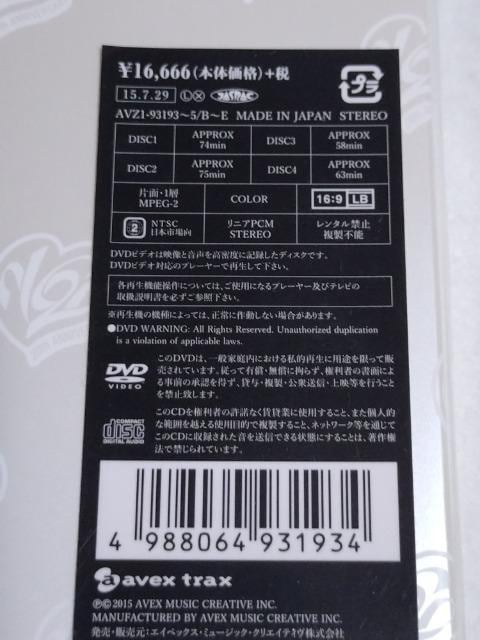 ¥16,666(本体価格)+税
プラ
15.7.29 Ⓛ Ⓧ JASRAC
AVZ1-93193～5/B～E MADE IN JAPAN STEREO
DISC1 APPROX 74min DISC3 APPROX 58min
DISC2 APPROX 75min DISC4 APPROX 63min
片面・1層 MPEG-2 COLOR 16:9 LB
2 NTSC 日本市場向 リニアPCM STEREO レンタル禁止 複製不能
DVDビデオは映像と音声を高密度に記録したディスクです。
DVDビデオ対応のプレーヤーで再生して下さい。
各再生機能操作については、ご使用になるプレーヤー及びテレビの
取扱説明書を必ずご参照下さい。
※再生機の機種によっては、正常に作動しない場合があります。
●DVD WARNING: All Rights Reserved. Unauthorized duplication
is a violation of applicable laws.
DVD VIDEO
このDVDは、一般家庭内における私的再生に用途を限って販
売されています。従って有償・無償に拘らず、権利者の書面によ
る事前の承認を得ず、貸与・複製・公衆送信・上映等を行うこと
を禁止致します。
COMPACT disc DIGITAL AUDIO
このCDを権利者の許諾なく賃貸業に使用すること、また個人的
な範囲を越える使用目的で複製すること、ネットワーク等を通じて
このCDに収録された音を送信できる状態にすることは、著作権
法で禁じられています。
4 988064 931934
avex trax
Ⓟ© 2015 AVEX MUSIC CREATIVE INC.
MANUFACTURED BY AVEX MUSIC CREATIVE INC.
発売・販売元:エイベックス・ミュージック・クリエイティヴ株式会社